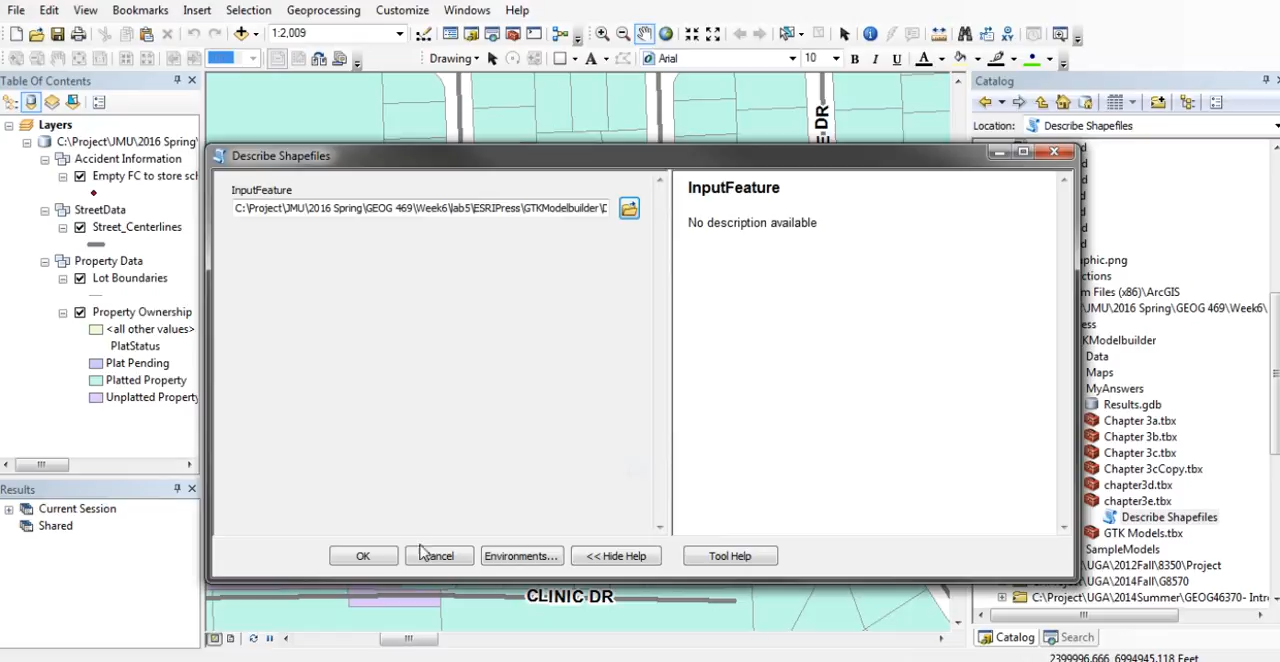 File Edit View Bookmarks Insert Selection Geoprocessing Customize Windows Help
1:2,009
Drawing Arial 10 B I U A
Table Of Contents
Layers
C:\Project\JMU\2016 Spring\
Accident Information
Empty FC to store sch
StreetData
Street_Centerlines
Property Data
Lot Boundaries
Property Ownership
<all other values>
PlatStatus
Plat Pending
Platted Property
Unplatted Property
Results
Current Session
Shared
E DR
Describe Shapefiles
InputFeature
C:\Project\JMU\2016 Spring\GEOG 469\Week6\lab5\ESRIPress\GTKModelbuilder\D
InputFeature
No description available
OK Cancel Environments... << Hide Help Tool Help
CLINIC DR
Catalog
Location: Describe Shapefiles
d
d
d
d
d
d
phic.png
ctions
m Files (x86)\ArcGIS
\JMU\2016 Spring\GEOG 469\Week6\
ess
KModelbuilder
Data
Maps
MyAnswers
Results.gdb
Chapter 3a.tbx
Chapter 3b.tbx
Chapter 3c.tbx
Chapter 3cCopy.tbx
chapter3d.tbx
chapter3e.tbx
Describe Shapefiles
GTK Models.tbx
SampleModels
\UGA\2012Fall\8350\Project
\UGA\2014Fall\G8570
C:\Project\UGA\2014Summer\GEOG46370- Intr
Catalog Search
2399996.666 6994945.118 Feet